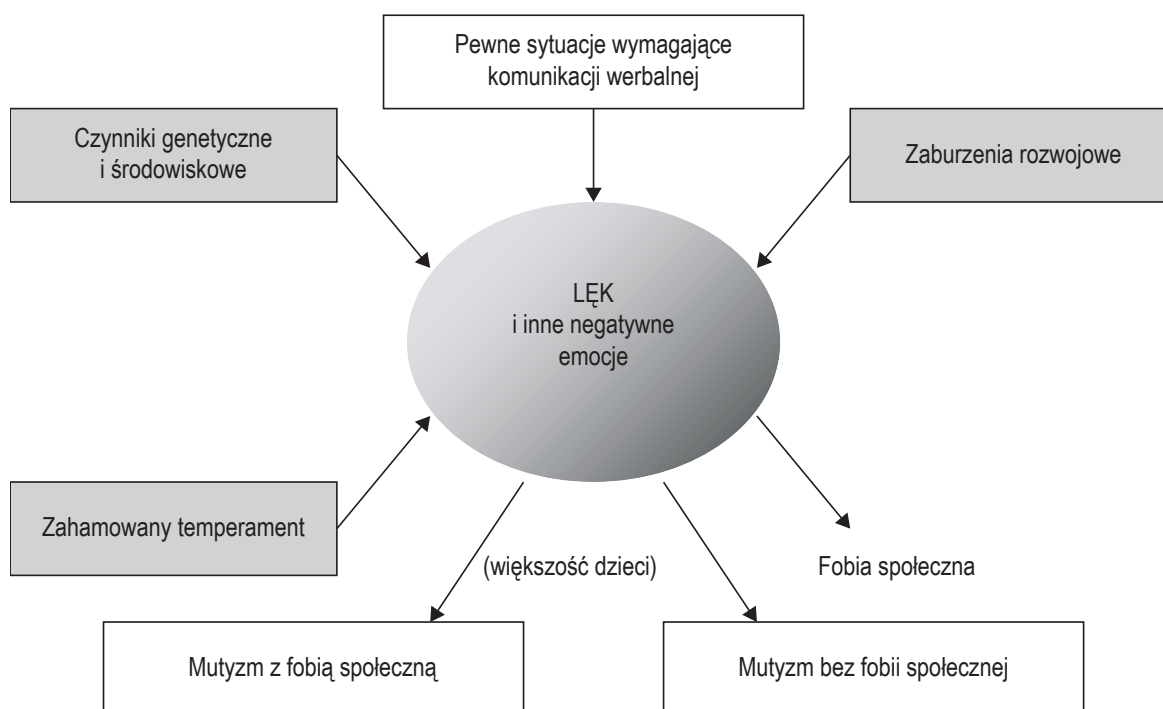 Pewne sytuacje wymagające
komunikacji werbalnej
Czynniki genetyczne
i środowiskowe
Zaburzenia rozwojowe
LĘK
i inne negatywne
emocje
Zahamowany temperament
(większość dzieci)
Fobia społeczna
Mutyzm z fobią społeczną
Mutyzm bez fobii społecznej